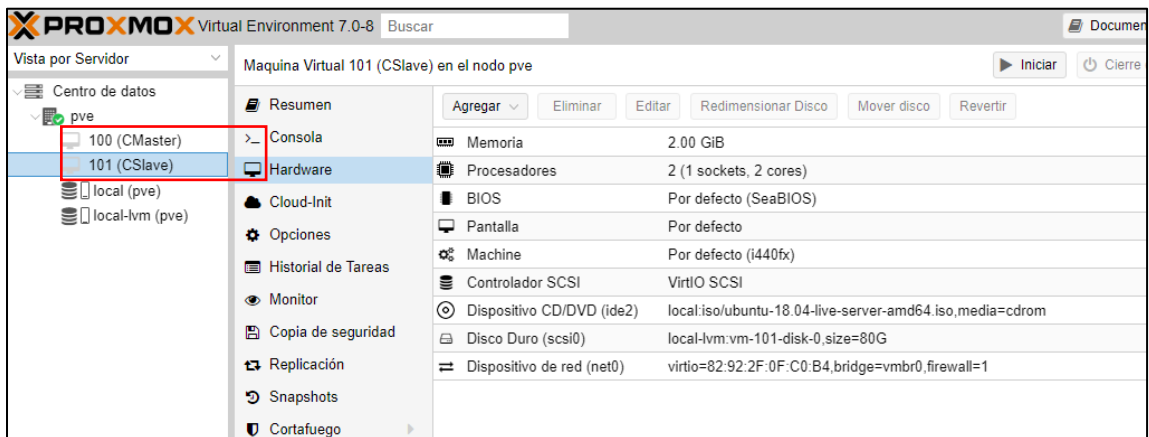 PROXMOX Virtual Environment 7.0-8 Buscar Documen
Vista por Servidor
Centro de datos
pve
100 (CMaster)
101 (CSlave)
local (pve)
local-lvm (pve)
Maquina Virtual 101 (CSlave) en el nodo pve Iniciar Cierre
Resumen
Consola
Hardware
Cloud-Init
Opciones
Historial de Tareas
Monitor
Copia de seguridad
Replicación
Snapshots
Cortafuego
Agregar Eliminar Editar Redimensionar Disco Mover disco Revertir
Memoria 2.00 GiB
Procesadores 2 (1 sockets, 2 cores)
BIOS Por defecto (SeaBIOS)
Pantalla Por defecto
Machine Por defecto (i440fx)
Controlador SCSI VirtIO SCSI
Dispositivo CD/DVD (ide2) local:iso/ubuntu-18.04-live-server-amd64.iso,media=cdrom
Disco Duro (scsi0) local-lvm:vm-101-disk-0,size=80G
Dispositivo de red (net0) virtio=82:92:2F:0F:C0:B4,bridge=vmbr0,firewall=1